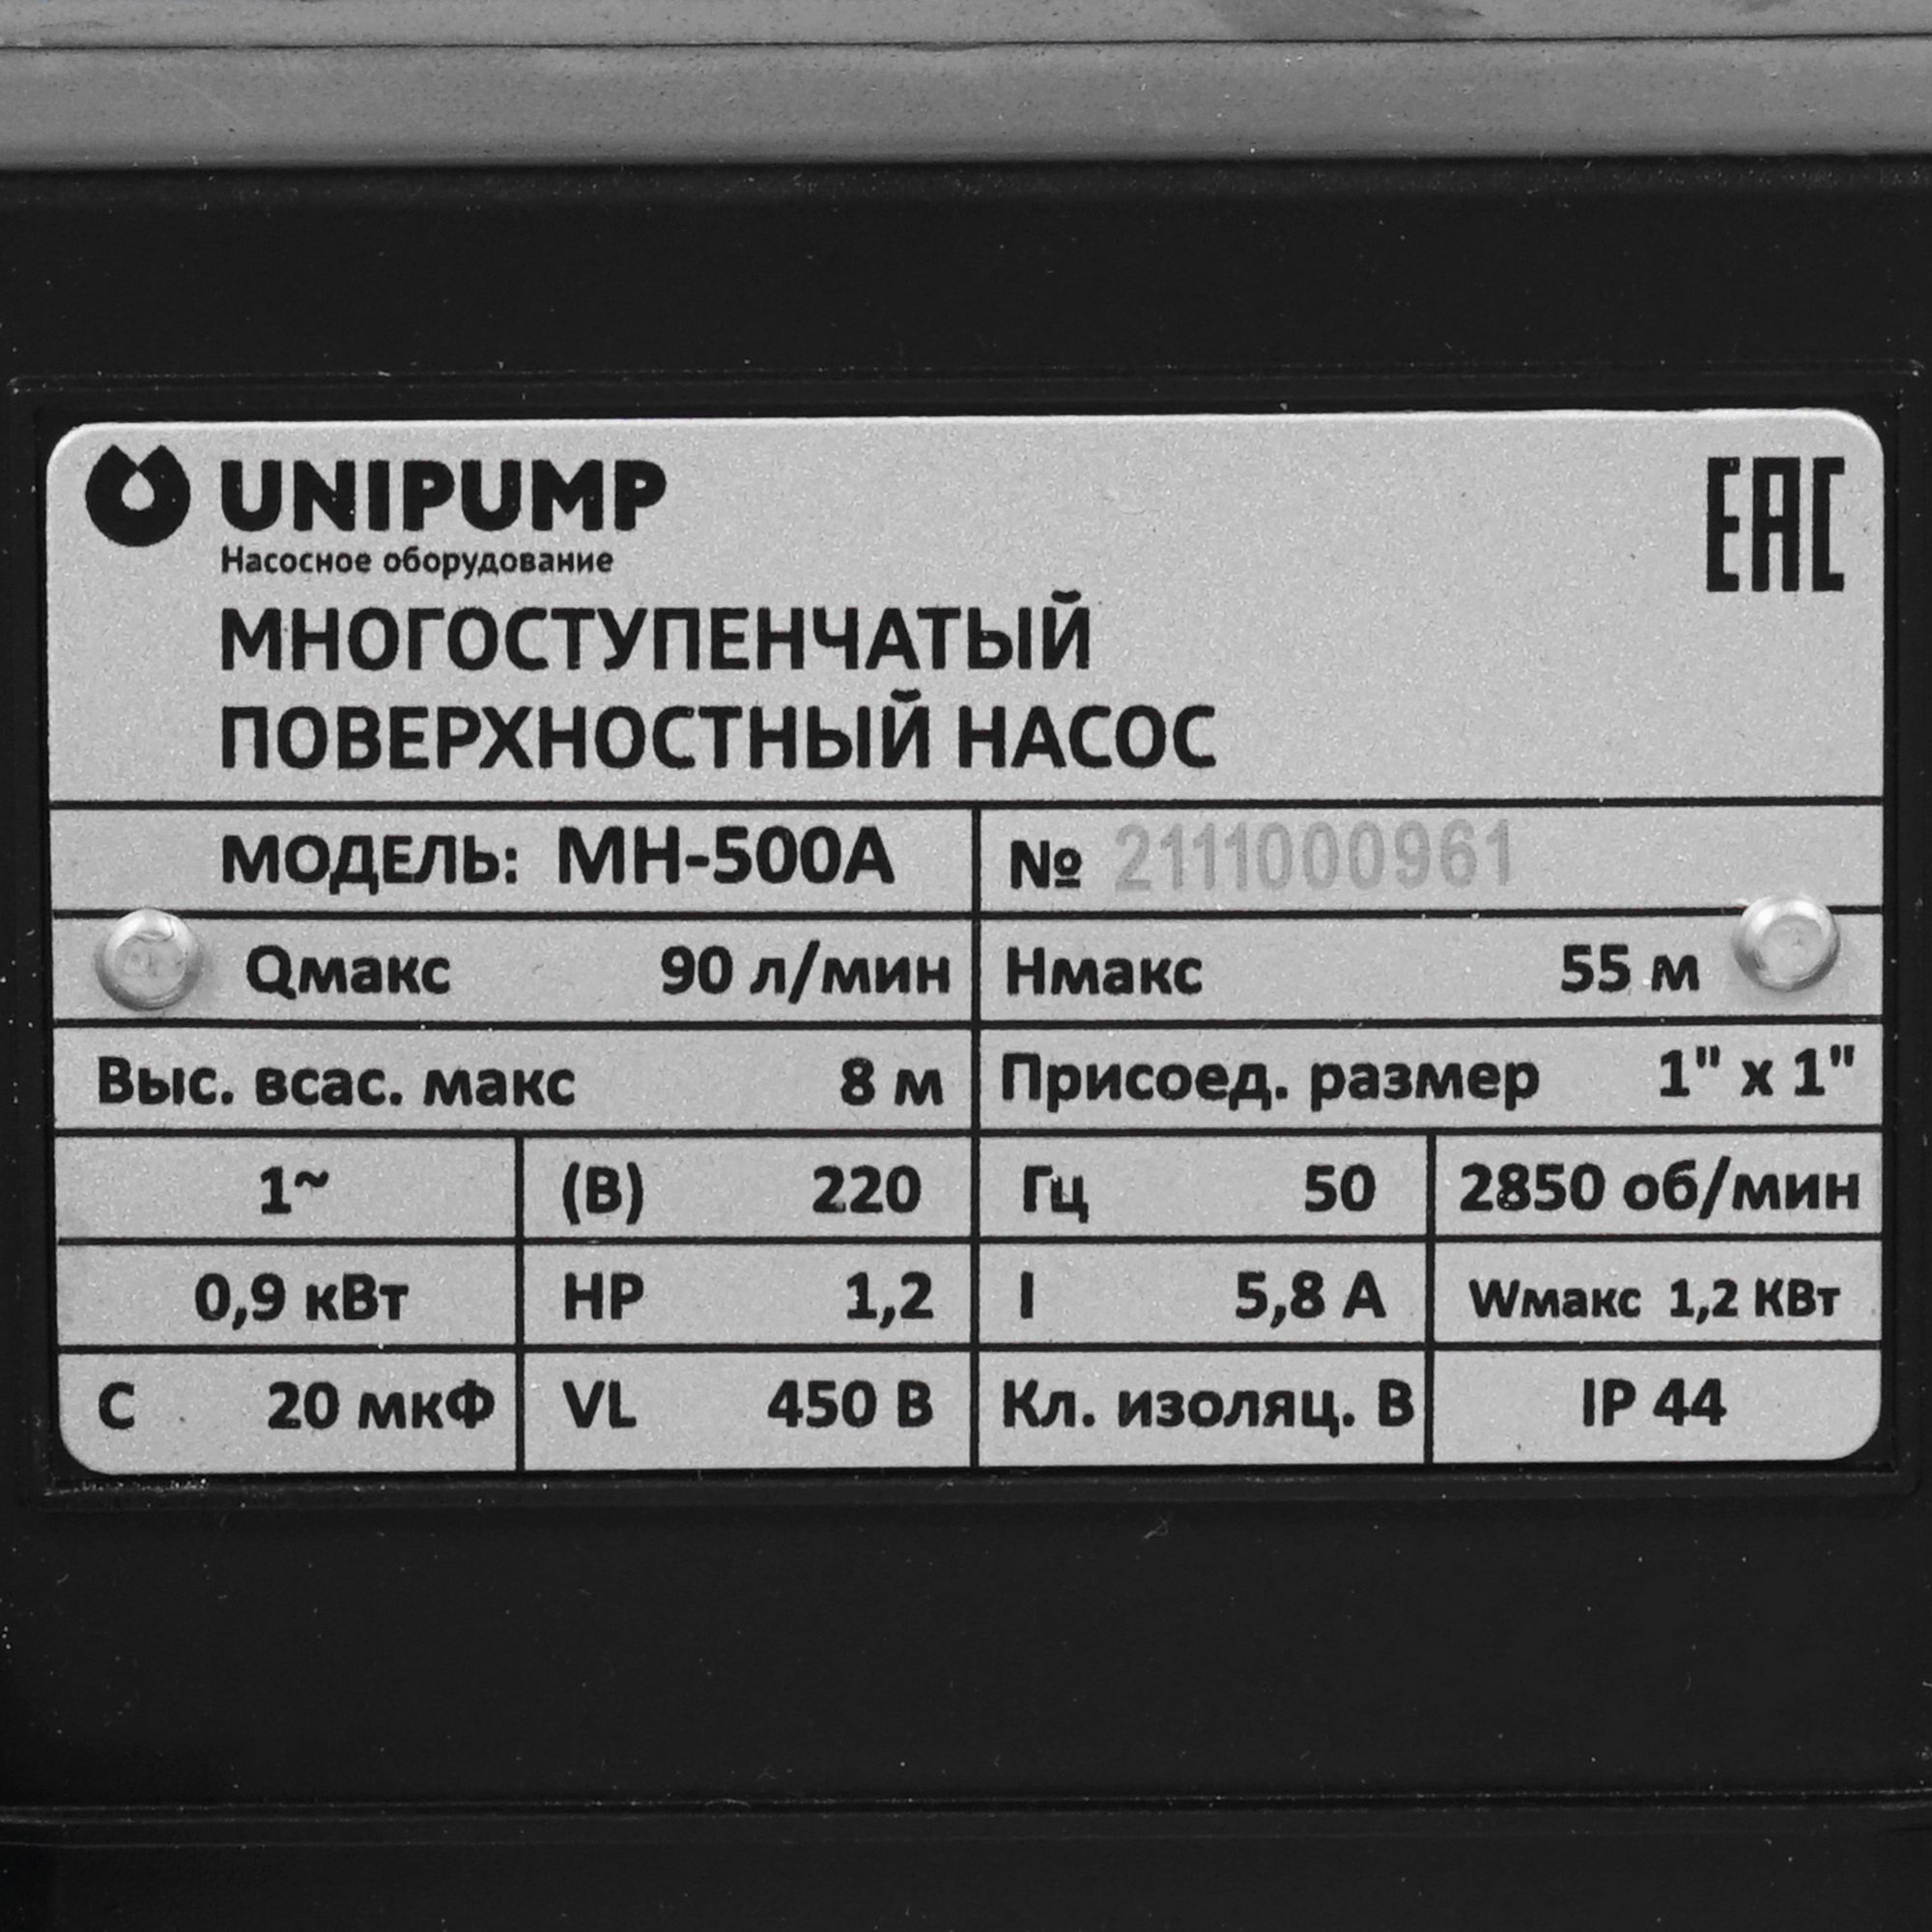 UNIPUMP
EAC
Насосное оборудование
МНОГОСТУПЕНЧАТЫЙ
ПОВЕРХНОСТНЫЙ НАСОС
МОДЕЛЬ: МН-500А № 2111000961
Qмакс 90 л/мин Нмакс 55 м
Выс. всас. макс 8 м Присоед. размер 1" x 1"
1~ (В) 220 Гц 50 2850 об/мин
0,9 кВт HP 1,2 I 5,8 А Wмакс 1,2 КВт
С 20 мкФ VL 450 В Кл. изоляц. В IP 44